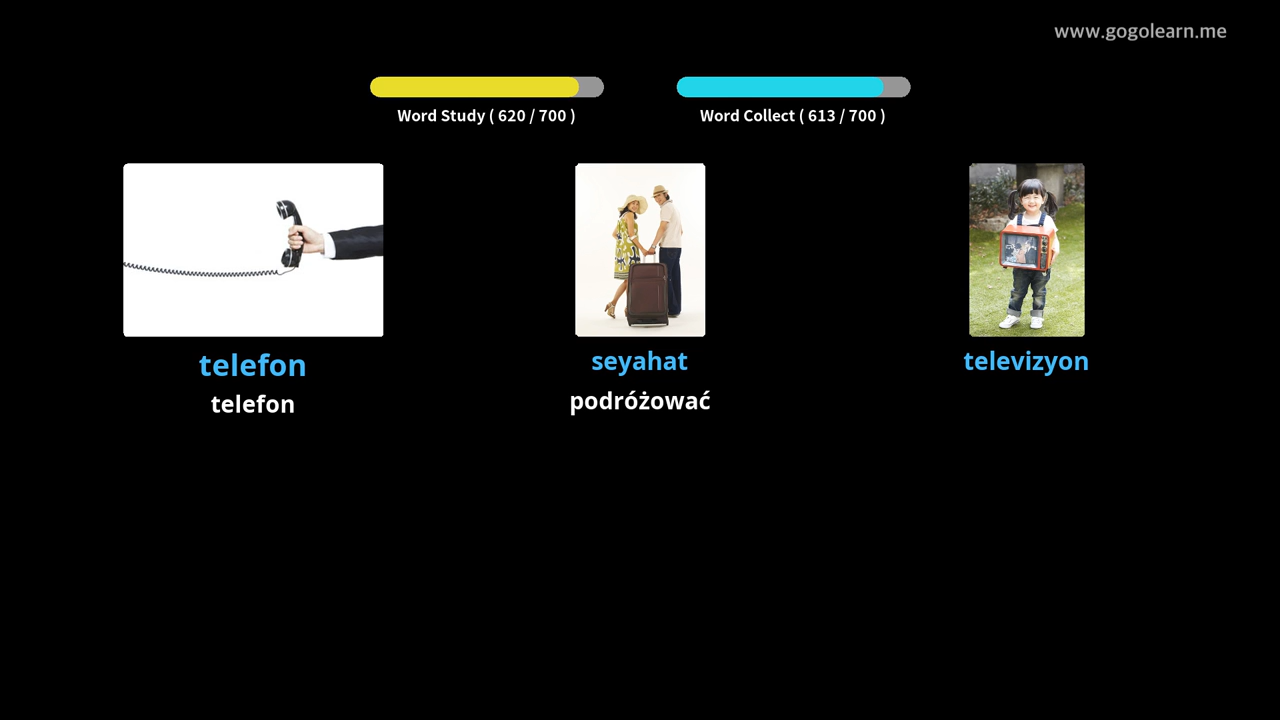 www.gogolearn.me
Word Study ( 620 / 700 )
Word Collect ( 613 / 700 )
telefon
telefon
seyahat
podróżować
televizyon